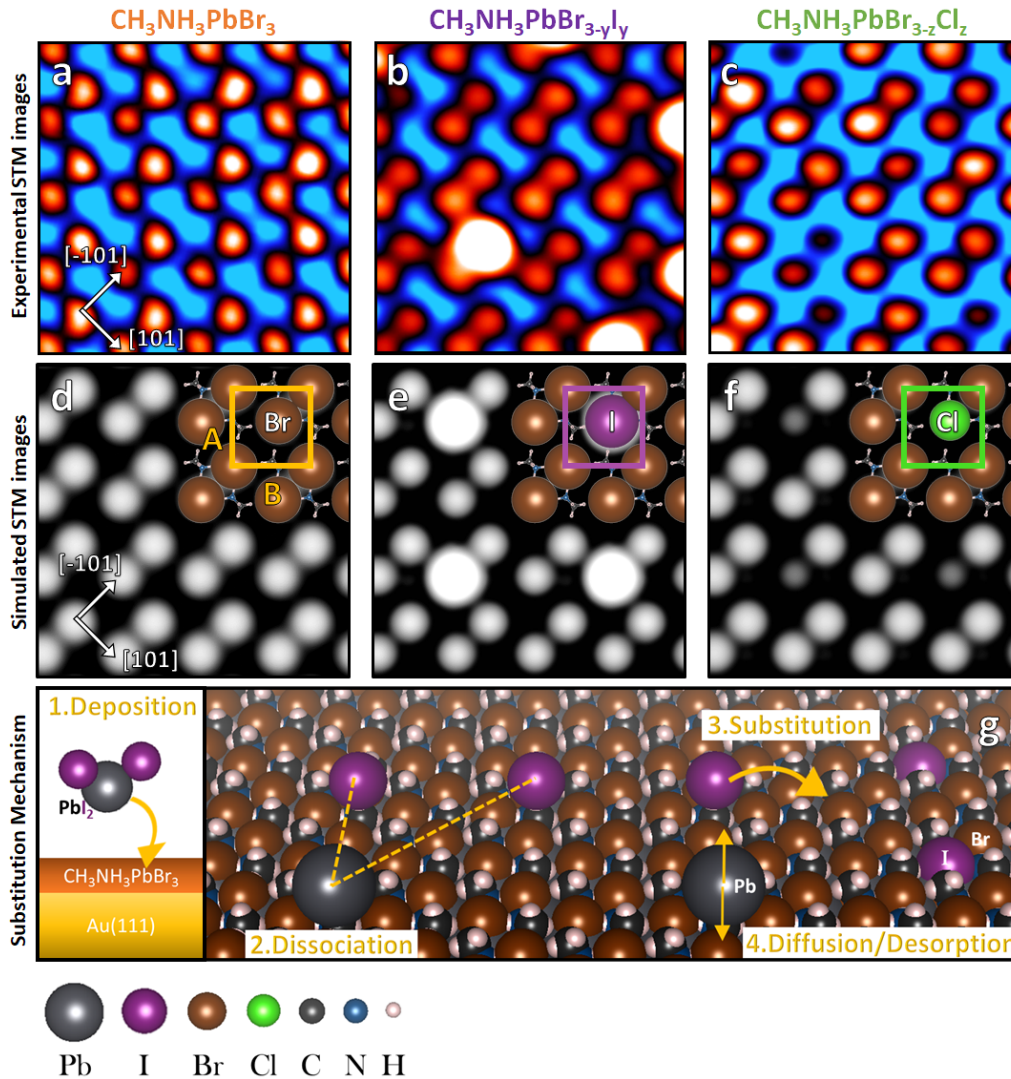 CH₃NH₃PbBr₃
CH₃NH₃PbBr₃₋yIy
CH₃NH₃PbBr₃₋zClz
Experimental STM images
a
[-101]
[101]
b
c
Simulated STM images
d
Br
A
B
[-101]
[101]
e
I
f
Cl
Substitution Mechanism
1.Deposition
PbI₂
CH₃NH₃PbBr₃
Au(111)
g
3.Substitution
Br
I
Pb
2.Dissociation
4.Diffusion/Desorption
Pb I Br Cl C N H